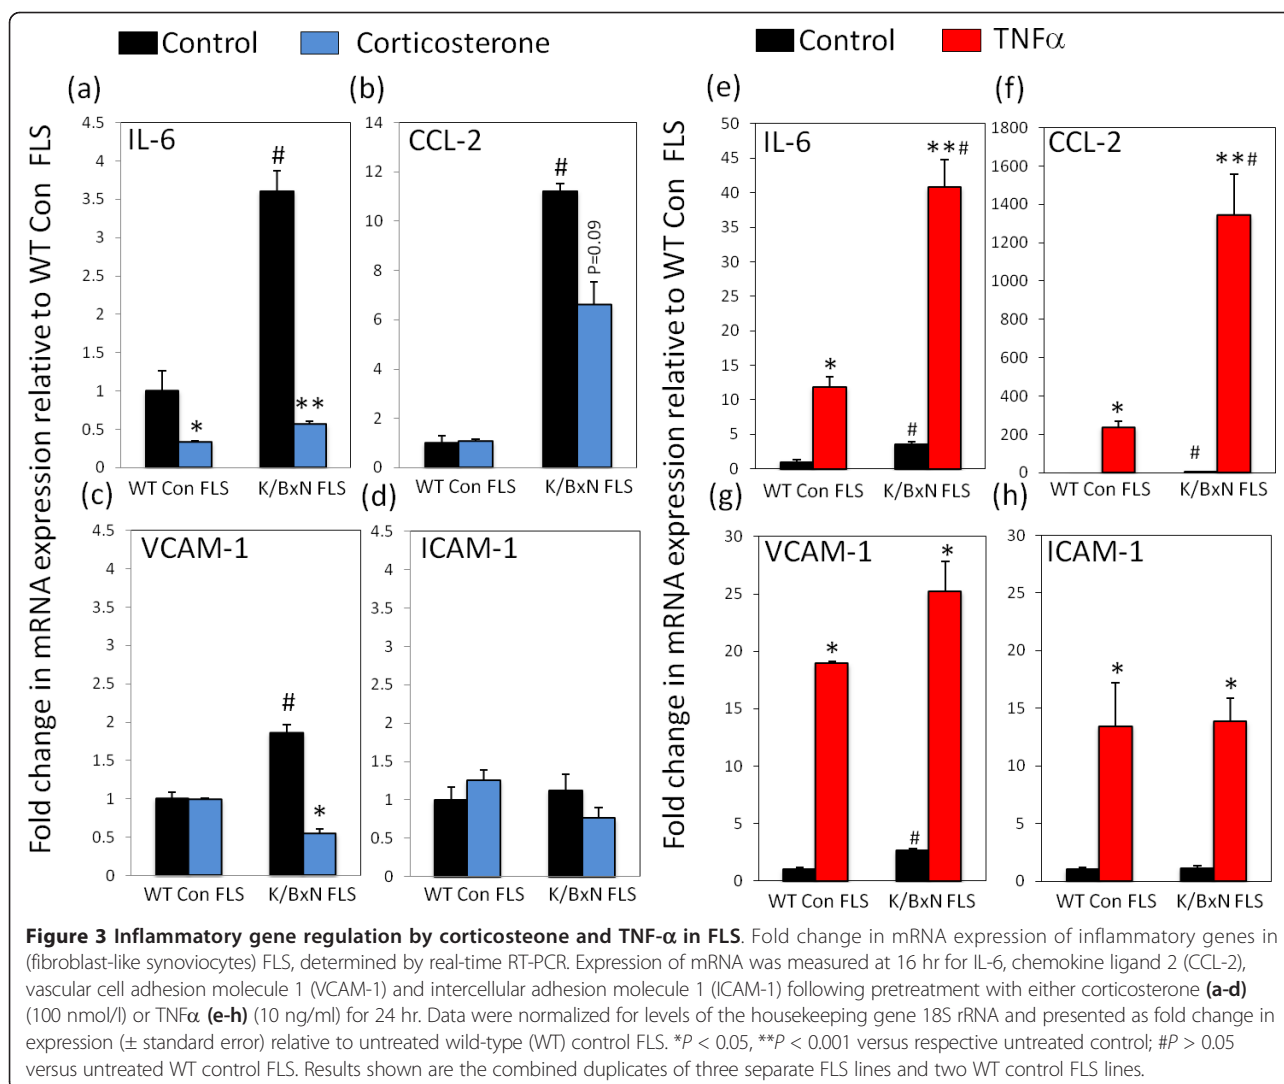 Control Corticosterone
Control TNFα
Fold change in mRNA expression relative to WT Con FLS
(a)
IL-6
4.5
4
3.5
3
2.5
2
1.5
1
0.5
0
*
#
**
WT Con FLS K/BxN FLS
(b)
CCL-2
14
12
10
8
6
4
2
0
#
P=0.09
WT Con FLS K/BxN FLS
(c)
VCAM-1
4.5
4
3.5
3
2.5
2
1.5
1
0.5
0
#
*
WT Con FLS K/BxN FLS
(d)
ICAM-1
4.5
4
3.5
3
2.5
2
1.5
1
0.5
0
WT Con FLS K/BxN FLS
Fold change in mRNA expression relative to WT Con FLS
(e)
IL-6
50
45
40
35
30
25
20
15
10
5
0
*
#
**#
WT Con FLS K/BxN FLS
(f)
CCL-2
1800
1600
1400
1200
1000
800
600
400
200
0
*
#
**#
WT Con FLS K/BxN FLS
(g)
VCAM-1
30
25
20
15
10
5
0
*
#
*
WT Con FLS K/BxN FLS
(h)
ICAM-1
30
25
20
15
10
5
0
*
*
WT Con FLS K/BxN FLS
Figure 3 Inflammatory gene regulation by corticosteone and TNF-α in FLS. Fold change in mRNA expression of inflammatory genes in
(fibroblast-like synoviocytes) FLS, determined by real-time RT-PCR. Expression of mRNA was measured at 16 hr for IL-6, chemokine ligand 2 (CCL-2),
vascular cell adhesion molecule 1 (VCAM-1) and intercellular adhesion molecule 1 (ICAM-1) following pretreatment with either corticosterone (a-d)
(100 nmol/l) or TNFα (e-h) (10 ng/ml) for 24 hr. Data were normalized for levels of the housekeeping gene 18S rRNA and presented as fold change in
expression (± standard error) relative to untreated wild-type (WT) control FLS. *P < 0.05, **P < 0.001 versus respective untreated control; #P > 0.05
versus untreated WT control FLS. Results shown are the combined duplicates of three separate FLS lines and two WT control FLS lines.